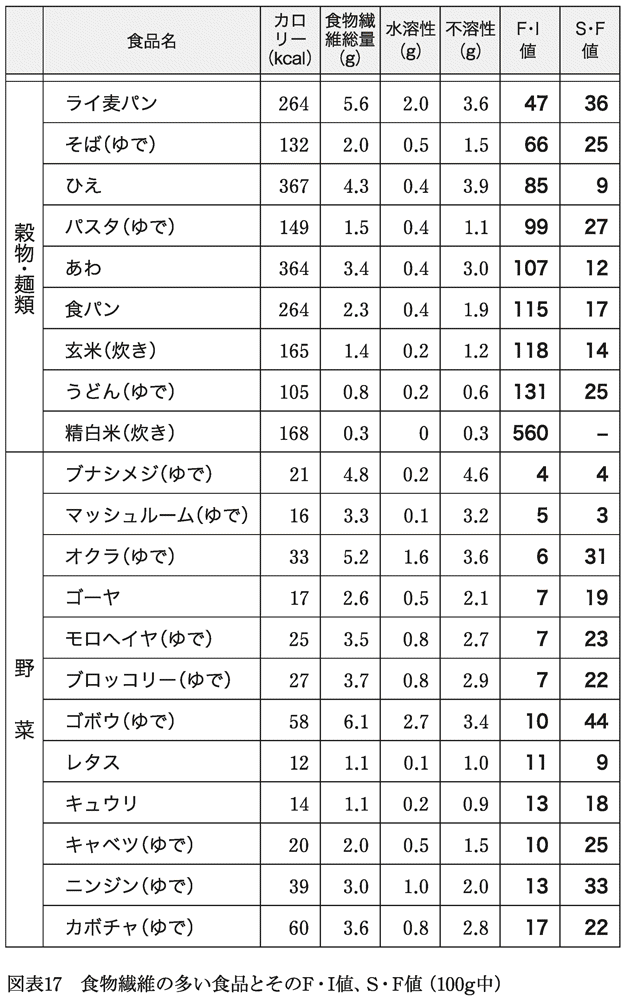 食品名 カロリー(kcal) 食物繊維総量(g) 水溶性(g) 不溶性(g) F・I値 S・F値
穀物・麺類
ライ麦パン 264 5.6 2.0 3.6 47 36
そば(ゆで) 132 2.0 0.5 1.5 66 25
ひえ 367 4.3 0.4 3.9 85 9
パスタ(ゆで) 149 1.5 0.4 1.1 99 27
あわ 364 3.4 0.4 3.0 107 12
食パン 264 2.3 0.4 1.9 115 17
玄米(炊き) 165 1.4 0.2 1.2 118 14
うどん(ゆで) 105 0.8 0.2 0.6 131 25
精白米(炊き) 168 0.3 0 0.3 560 –
野菜
ブナシメジ(ゆで) 21 4.8 0.2 4.6 4 4
マッシュルーム(ゆで) 16 3.3 0.1 3.2 5 3
オクラ(ゆで) 33 5.2 1.6 3.6 6 31
ゴーヤ 17 2.6 0.5 2.1 7 19
モロヘイヤ(ゆで) 25 3.5 0.8 2.7 7 23
ブロッコリー(ゆで) 27 3.7 0.8 2.9 7 22
ゴボウ(ゆで) 58 6.1 2.7 3.4 10 44
レタス 12 1.1 0.1 1.0 11 9
キュウリ 14 1.1 0.2 0.9 13 18
キャベツ(ゆで) 20 2.0 0.5 1.5 10 25
ニンジン(ゆで) 39 3.0 1.0 2.0 13 33
カボチャ(ゆで) 60 3.6 0.8 2.8 17 22
図表17 食物繊維の多い食品とそのF・I値、S・F値(100g中)